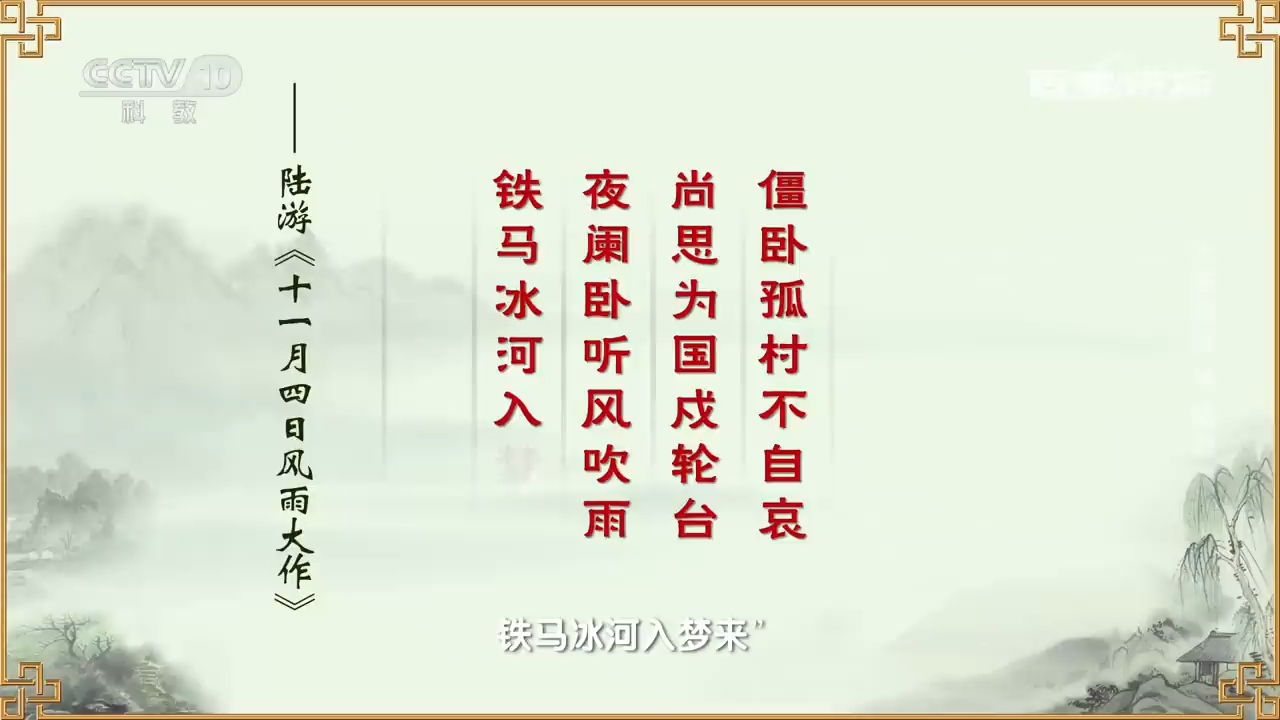 CCTV 10
科教
僵卧孤村不自哀
尚思为国戍轮台
夜阑卧听风吹雨
铁马冰河入梦
——陆游《十一月四日风雨大作》
铁马冰河入梦来”